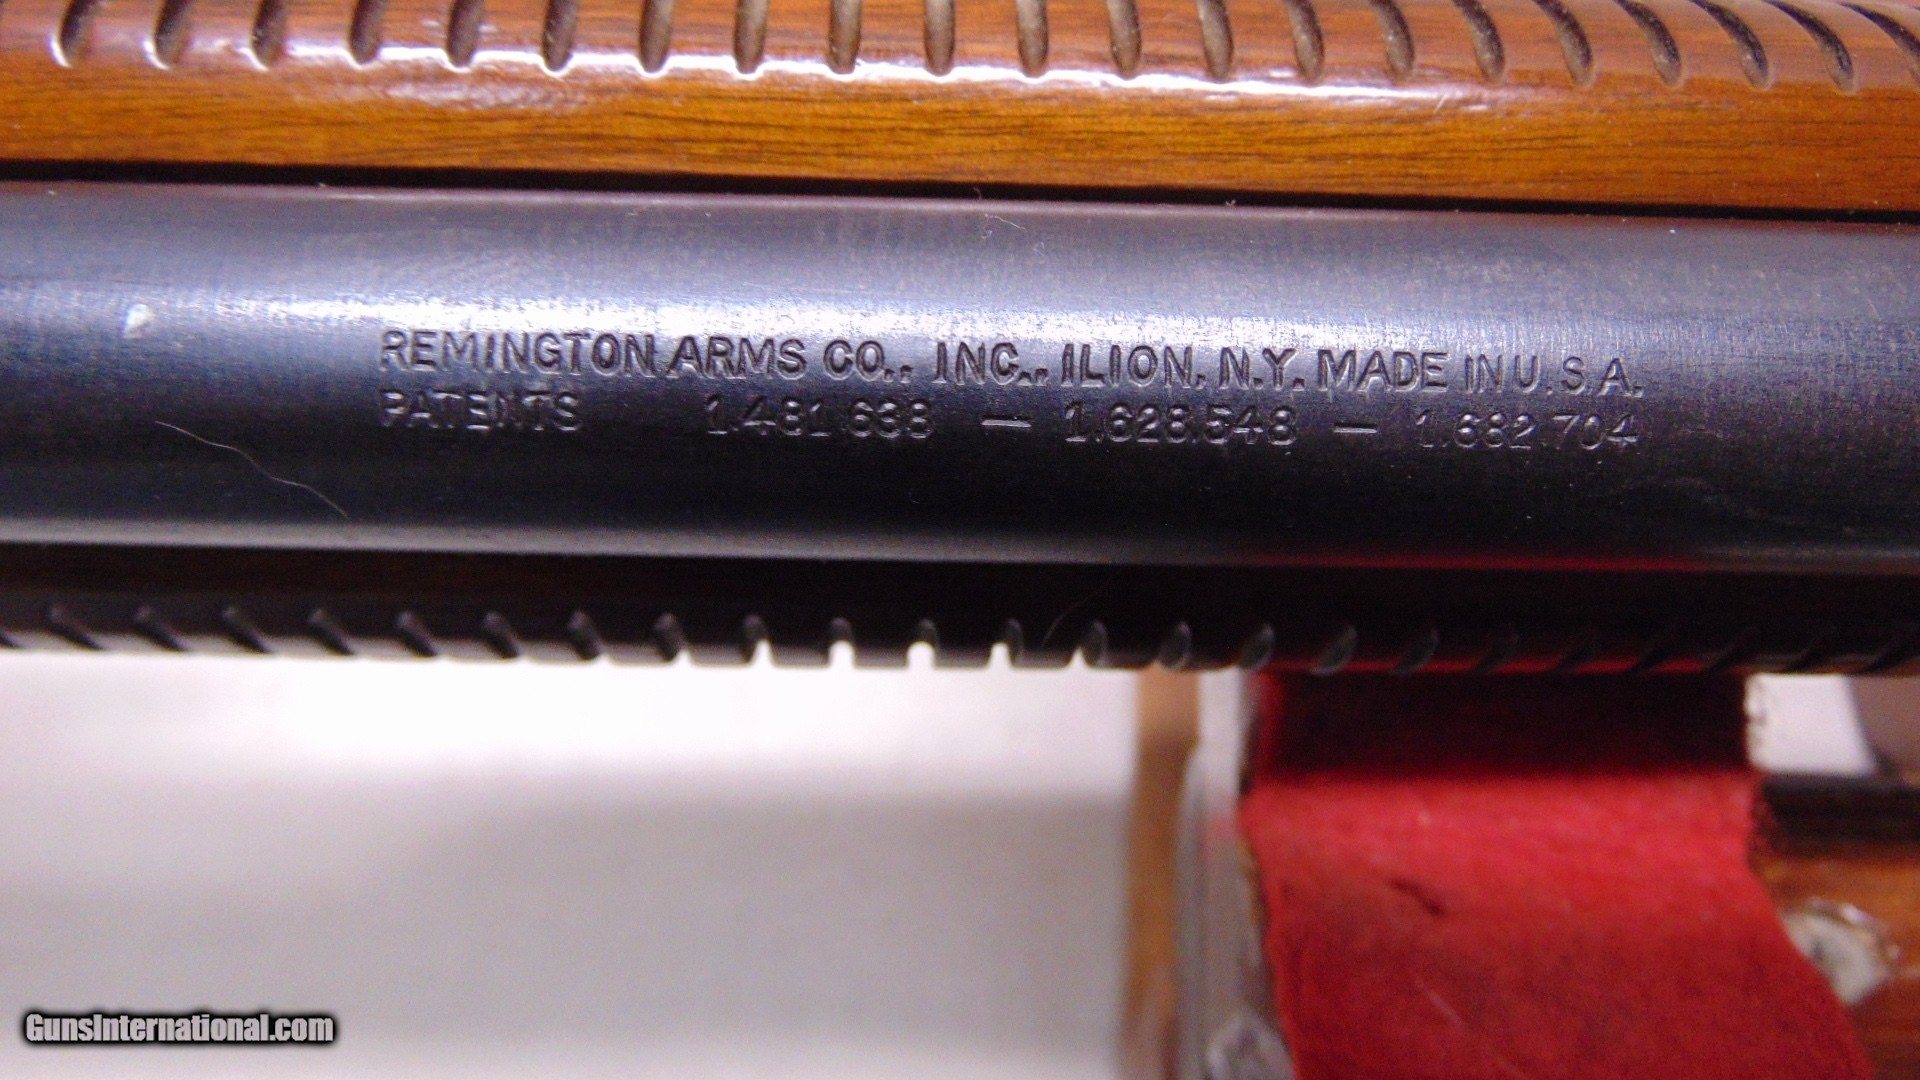 REMINGTON ARMS CO., INC., ILION, N.Y. MADE IN U.S.A.
PATENTS 1,481,638 — 1,628,548 — 1,682,704
GunsInternational.com